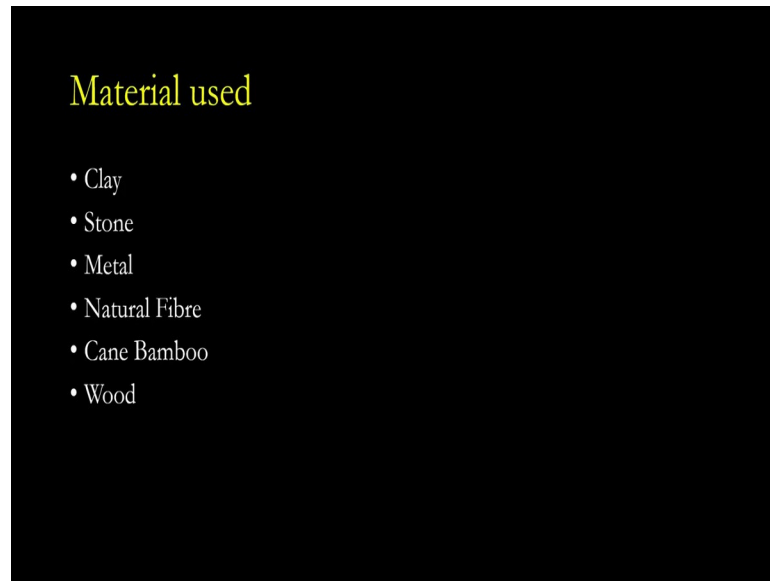 Material used
• Clay
• Stone
• Metal
• Natural Fibre
• Cane Bamboo
• Wood